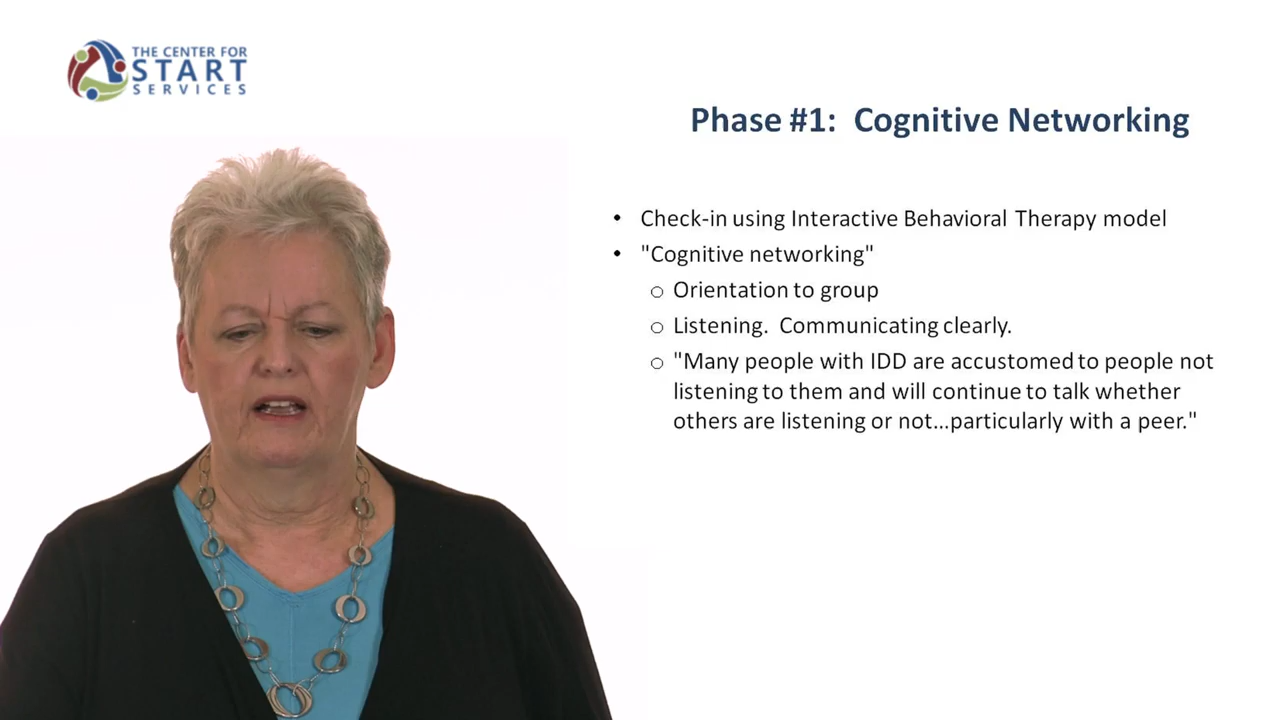 THE CENTER FOR
START
SERVICES
Phase #1: Cognitive Networking
• Check-in using Interactive Behavioral Therapy model
• "Cognitive networking"
o Orientation to group
o Listening. Communicating clearly.
o "Many people with IDD are accustomed to people not
listening to them and will continue to talk whether
others are listening or not...particularly with a peer."